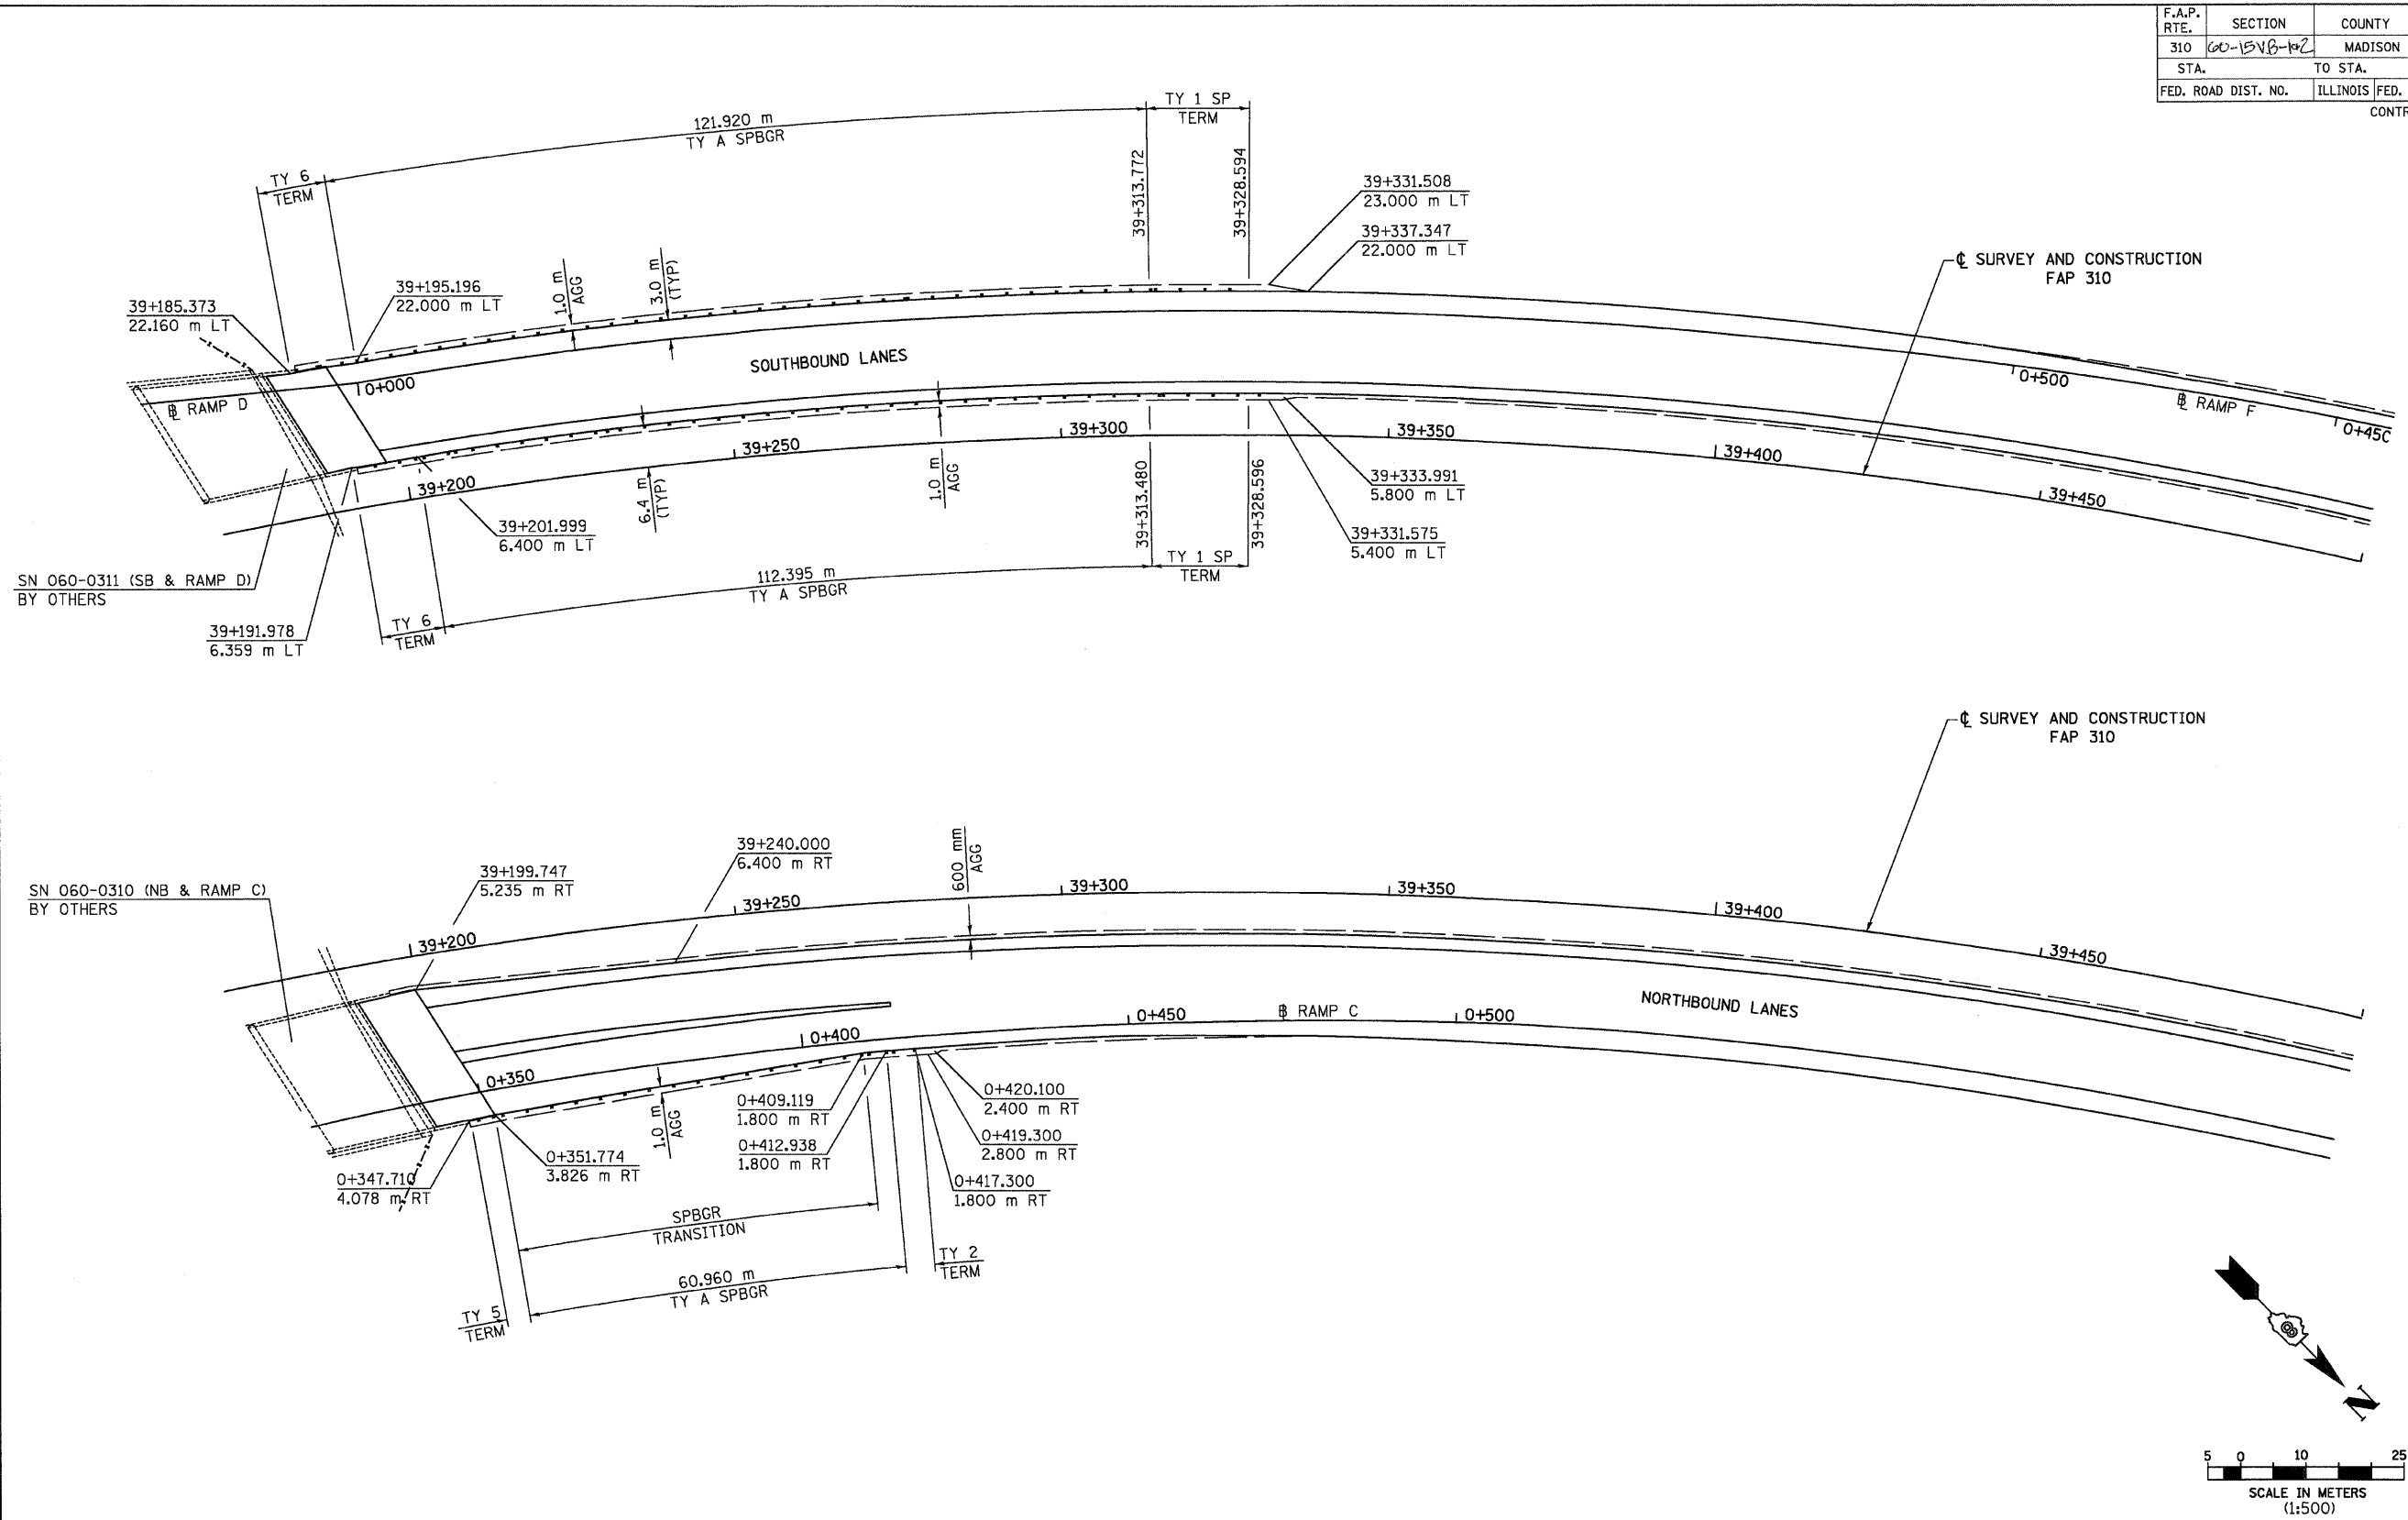 F.A.P. RTE. SECTION COUNTY
310 60-15VB-1&2 MADISON
STA. TO STA.
FED. ROAD DIST. NO. ILLINOIS FED.
CONTR
121.920 m
TY A SPBGR
TY 1 SP
TERM
TY 6
TERM
39+313.772
39+328.594
39+331.508
23.000 m LT
39+337.347
22.000 m LT
℄ SURVEY AND CONSTRUCTION
FAP 310
39+185.373
22.160 m LT
39+195.196
22.000 m LT
1.0 m
AGG
3.0 m
(TYP)
SOUTHBOUND LANES
0+000
RAMP D
0+500
RAMP F
0+450
39+200
39+250
39+300
39+350
39+400
39+450
39+201.999
6.400 m LT
6.4 m
(TYP)
1.0 m
AGG
39+313.480
39+328.596
39+333.991
5.800 m LT
39+331.575
5.400 m LT
SN 060-0311 (SB & RAMP D)
BY OTHERS
39+191.978
6.359 m LT
TY 6
TERM
112.395 m
TY A SPBGR
TY 1 SP
TERM
℄ SURVEY AND CONSTRUCTION
FAP 310
SN 060-0310 (NB & RAMP C)
BY OTHERS
39+199.747
5.235 m RT
39+240.000
6.400 m RT
600 mm
AGG
39+200
39+250
39+300
39+350
39+400
39+450
NORTHBOUND LANES
0+350
0+400
0+450
RAMP C
0+500
0+347.710
4.078 m RT
0+351.774
3.826 m RT
1.0 m
AGG
0+409.119
1.800 m RT
0+412.938
1.800 m RT
0+420.100
2.400 m RT
0+419.300
2.800 m RT
0+417.300
1.800 m RT
SPBGR
TRANSITION
60.960 m
TY A SPBGR
TY 2
TERM
TY 5
TERM
N
5 0 10 25
SCALE IN METERS
(1:500)